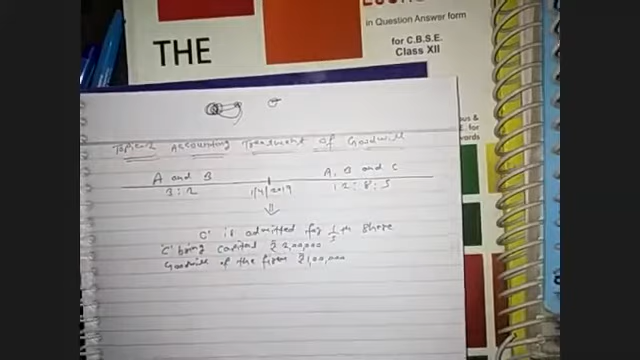 in Question Answer form
for C.B.S.E.
Class XII
THE
Topic-2 Accounting Treatment of Goodwill
A and B A, B and C
3:2 1/4/2019 12:8:5
C is admitted for 1/5th share
C bring capital ₹ 2,00,000
Goodwill of the firm ₹1,00,000